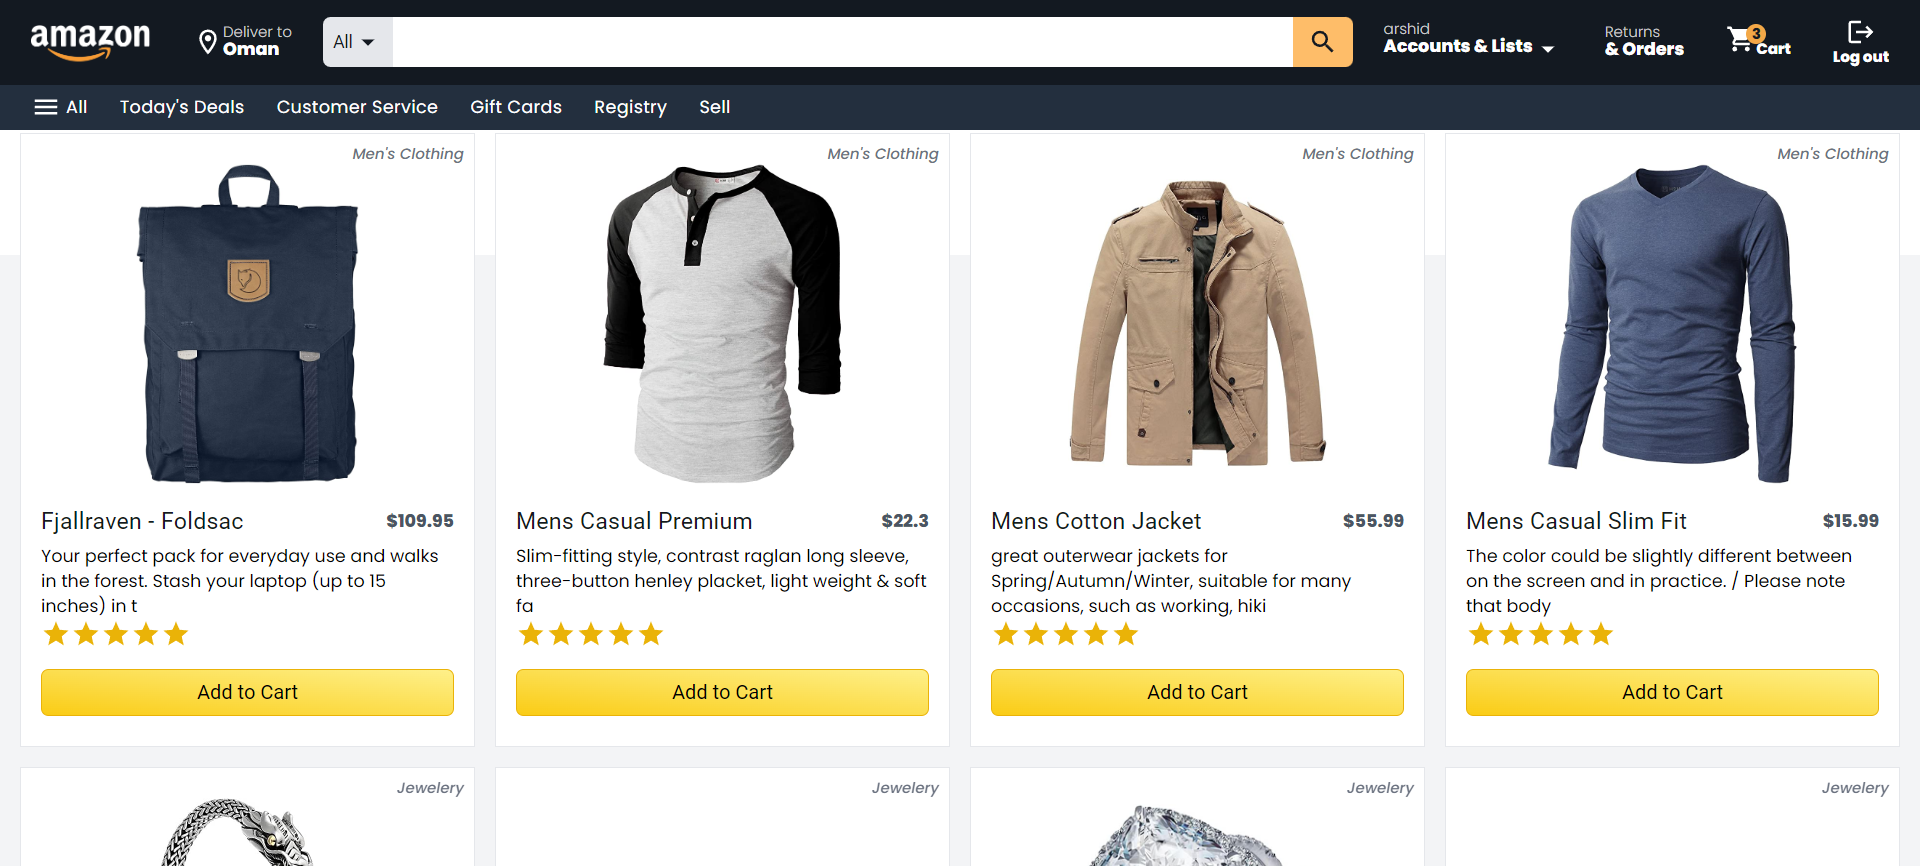 amazon
Deliver to
Oman
All
arshid
Accounts & Lists
Returns
& Orders
3
Cart
Log out
All
Today's Deals
Customer Service
Gift Cards
Registry
Sell
Men's Clothing
Men's Clothing
Men's Clothing
Men's Clothing
Fjallraven - Foldsac
$109.95
Your perfect pack for everyday use and walks
in the forest. Stash your laptop (up to 15
inches) in t
Add to Cart
Mens Casual Premium
$22.3
Slim-fitting style, contrast raglan long sleeve,
three-button henley placket, light weight & soft
fa
Add to Cart
Mens Cotton Jacket
$55.99
great outerwear jackets for
Spring/Autumn/Winter, suitable for many
occasions, such as working, hiki
Add to Cart
Mens Casual Slim Fit
$15.99
The color could be slightly different between
on the screen and in practice. / Please note
that body
Add to Cart
Jewelery
Jewelery
Jewelery
Jewelery